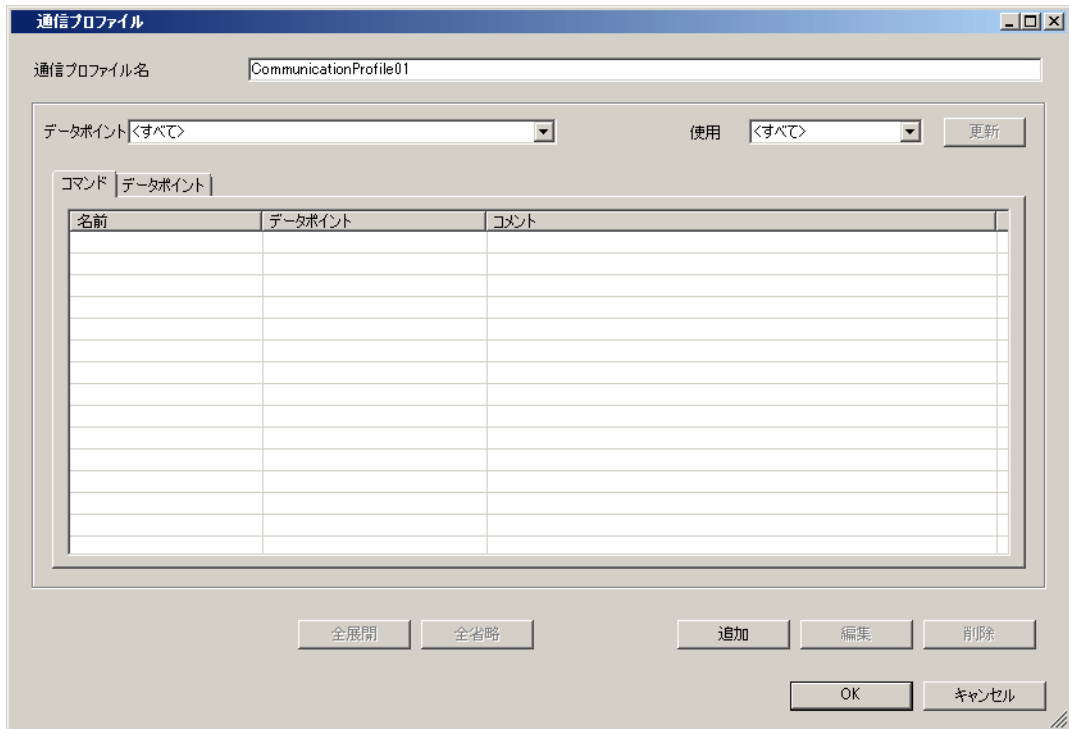 通信プロファイル
通信プロファイル名 CommunicationProfile01
データポイント <すべて> 使用 <すべて> 更新
コマンド データポイント
名前 データポイント コメント
全展開 全省略 追加 編集 削除
OK キャンセル